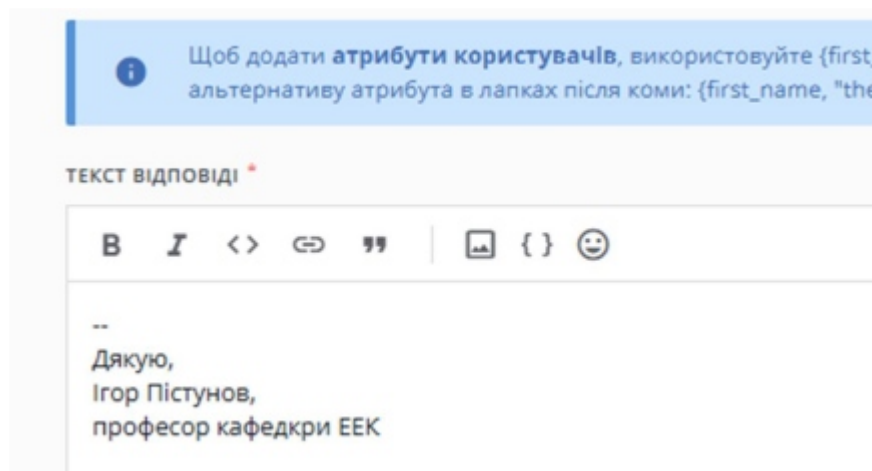 Щоб додати атрибути користувачів, використовуйте {first_
альтернативу атрибута в лапках після коми: {first_name, "the
ТЕКСТ ВІДПОВІДІ *
B I <> { }
--
Дякую,
Ігор Пістунов,
професор кафедкри ЕЕК